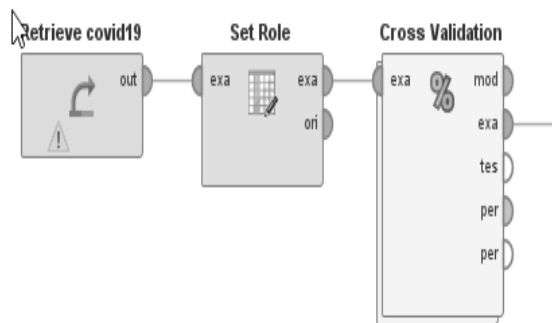 Retrieve covid19
out
Set Role
exa
exa
ori
Cross Validation
exa
%
mod
exa
tes
per
per